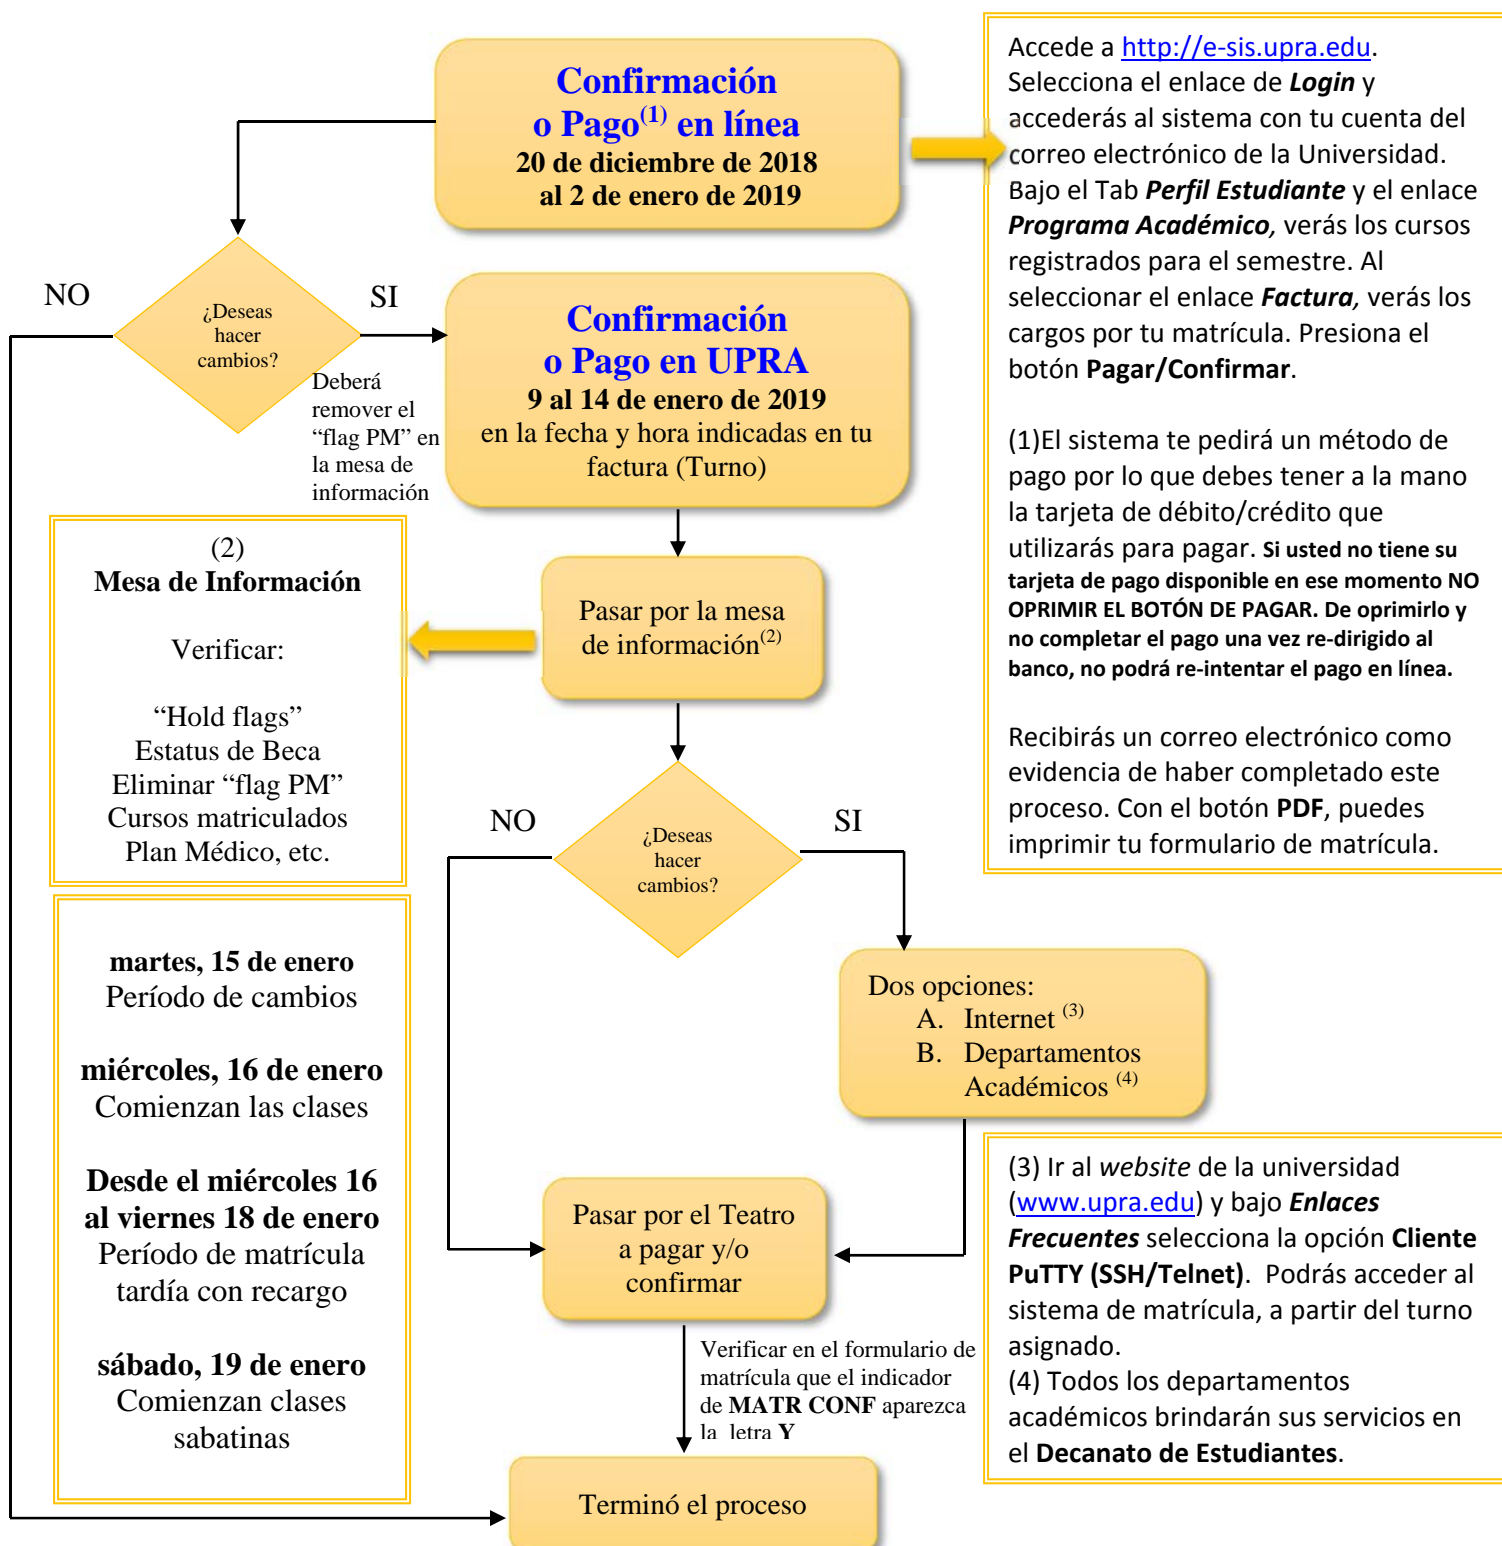 Confirmación
o Pago(1) en línea
20 de diciembre de 2018
al 2 de enero de 2019
Accede a http://e-sis.upra.edu.
Selecciona el enlace de Login y
accederás al sistema con tu cuenta del
correo electrónico de la Universidad.
Bajo el Tab Perfil Estudiante y el enlace
Programa Académico, verás los cursos
registrados para el semestre. Al
seleccionar el enlace Factura, verás los
cargos por tu matrícula. Presiona el
botón Pagar/Confirmar.
(1)El sistema te pedirá un método de
pago por lo que debes tener a la mano
la tarjeta de débito/crédito que
utilizarás para pagar. Si usted no tiene su
tarjeta de pago disponible en ese momento NO
OPRIMIR EL BOTÓN DE PAGAR. De oprimirlo y
no completar el pago una vez re-dirigido al
banco, no podrá re-intentar el pago en línea.
Recibirás un correo electrónico como
evidencia de haber completado este
proceso. Con el botón PDF, puedes
imprimir tu formulario de matrícula.
NO
¿Deseas
hacer
cambios?
SI
Deberá
remover el
“flag PM” en
la mesa de
información
Confirmación
o Pago en UPRA
9 al 14 de enero de 2019
en la fecha y hora indicadas en tu
factura (Turno)
(2)
Mesa de Información
Verificar:
“Hold flags”
Estatus de Beca
Eliminar “flag PM”
Cursos matriculados
Plan Médico, etc.
Pasar por la mesa
de información(2)
NO
¿Deseas
hacer
cambios?
SI
martes, 15 de enero
Período de cambios
miércoles, 16 de enero
Comienzan las clases
Desde el miércoles 16
al viernes 18 de enero
Período de matrícula
tardía con recargo
sábado, 19 de enero
Comienzan clases
sabatinas
Dos opciones:
A. Internet (3)
B. Departamentos
Académicos (4)
Pasar por el Teatro
a pagar y/o
confirmar
(3) Ir al website de la universidad
(www.upra.edu) y bajo Enlaces
Frecuentes selecciona la opción Cliente
PuTTY (SSH/Telnet). Podrás acceder al
sistema de matrícula, a partir del turno
asignado.
(4) Todos los departamentos
académicos brindarán sus servicios en
el Decanato de Estudiantes.
Verificar en el formulario de
matrícula que el indicador
de MATR CONF aparezca
la letra Y
Terminó el proceso